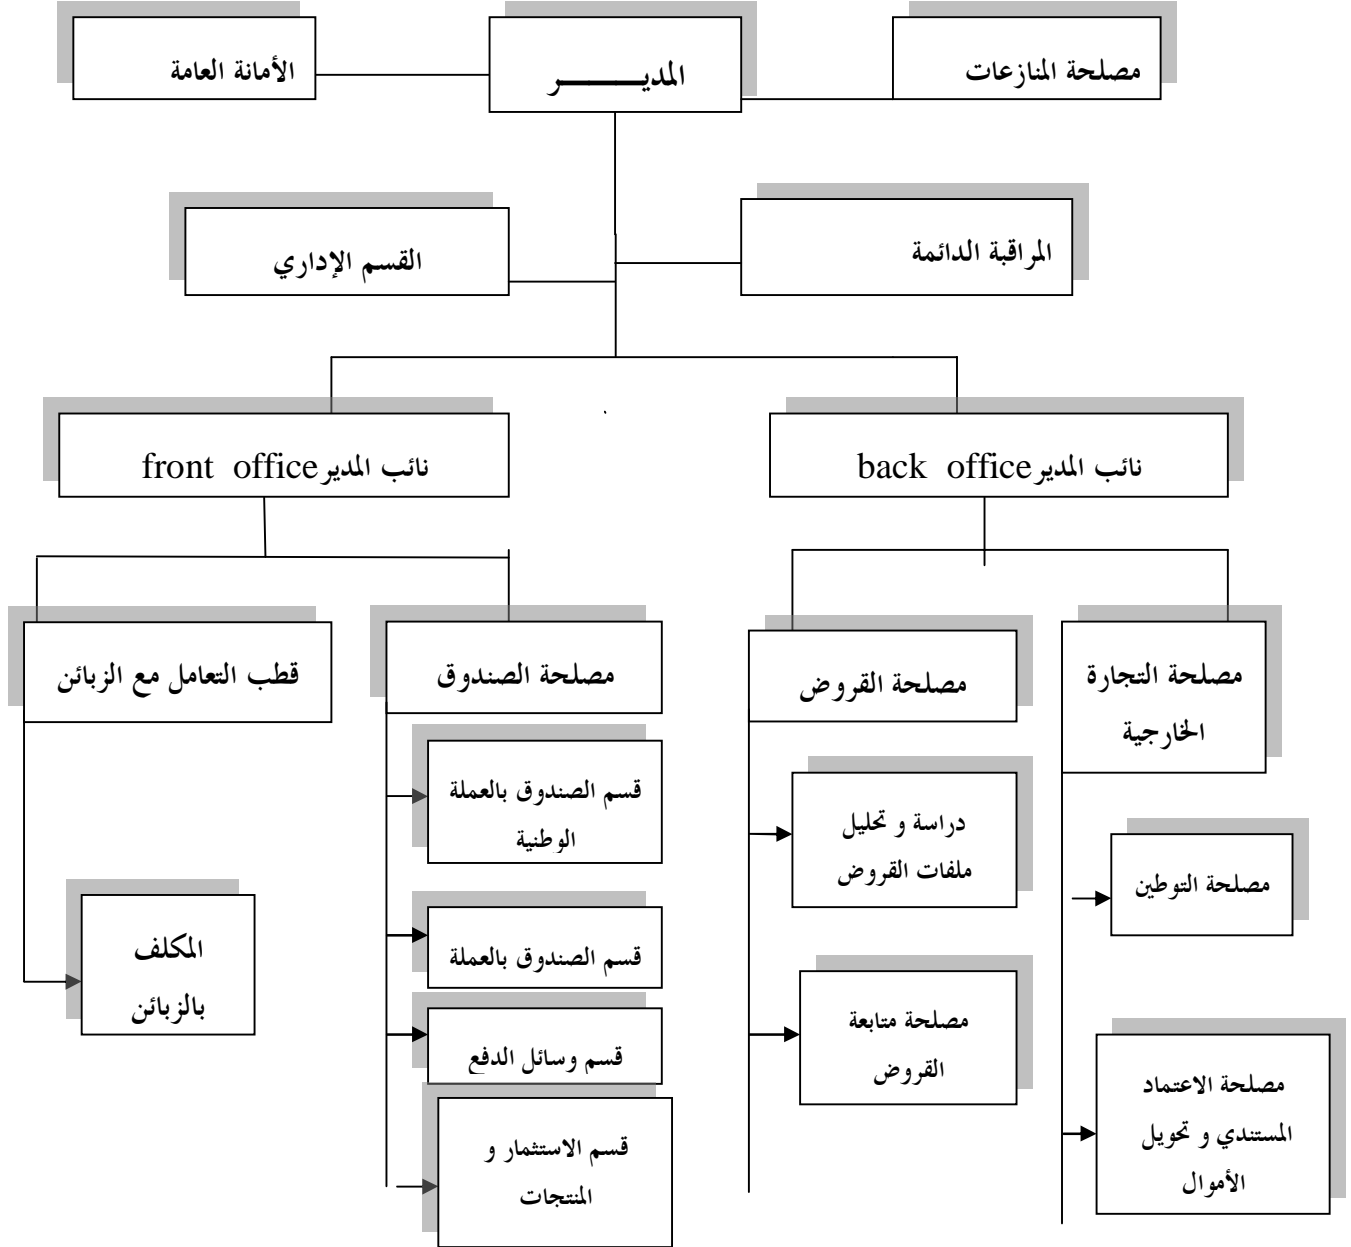 مصلحة المنازعات
المديـــــــر
الأمانة العامة
المراقبة الدائمة
القسم الإداري
نائب المدير back office
نائب المدير front office
مصلحة التجارة
الخارجية
مصلحة القروض
مصلحة الصندوق
قطب التعامل مع الزبائن
قسم الصندوق بالعملة
الوطنية
دراسة و تحليل
ملفات القروض
مصلحة التوطين
قسم الصندوق بالعملة
المكلف
بالزبائن
مصلحة متابعة
القروض
قسم وسائل الدفع
مصلحة الاعتماد
المستندي و تحويل
الأموال
قسم الاستثمار و
المنتجات